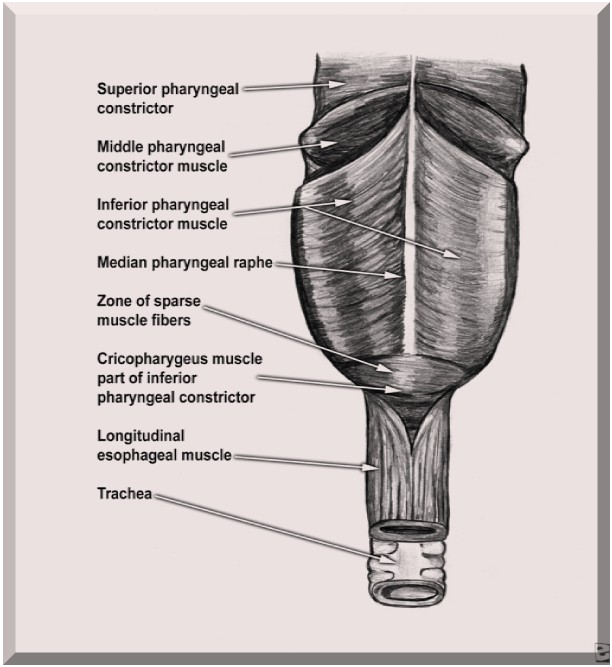 Superior pharyngeal
constrictor
Middle pharyngeal
constrictor muscle
Inferior pharyngeal
constrictor muscle
Median pharyngeal raphe
Zone of sparse
muscle fibers
Cricopharygeus muscle
part of inferior
pharyngeal constrictor
Longitudinal
esophageal muscle
Trachea